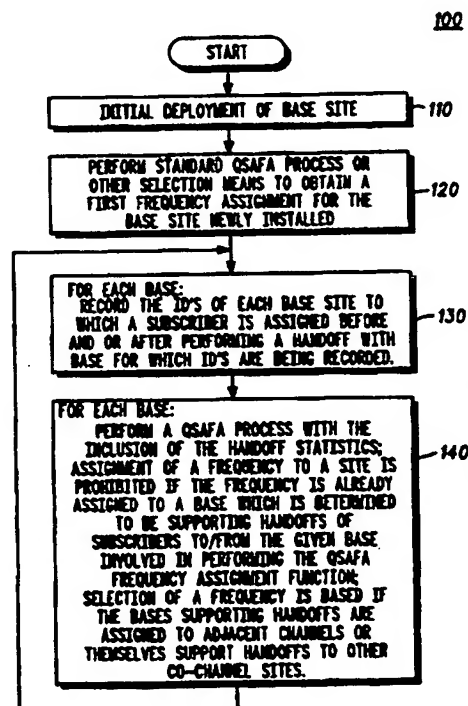 100
START
INITIAL DEPLOYMENT OF BASE SITE
110
PERFORM STANDARD QSAFA PROCESS OR
OTHER SELECTION MEANS TO OBTAIN A
FIRST FREQUENCY ASSIGNMENT FOR THE
BASE SITE NEWLY INSTALLED
120
FOR EACH BASE:
RECORD THE ID'S OF EACH BASE SITE TO
WHICH A SUBSCRIBER IS ASSIGNED BEFORE
AND OR AFTER PERFORMING A HANDOFF WITH
BASE FOR WHICH ID'S ARE BEING RECORDED.
130
FOR EACH BASE:
PERFORM A QSAFA PROCESS WITH THE
INCLUSION OF THE HANDOFF STATISTICS;
ASSIGNMENT OF A FREQUENCY TO A SITE IS
PROHIBITED IF THE FREQUENCY IS ALREADY
ASSIGNED TO A BASE WHICH IS DETERMINED
TO BE SUPPORTING HANDOFFS OF
SUBSCRIBERS TO/FROM THE GIVEN BASE
INVOLVED IN PERFORMING THE QSAFA
FREQUENCY ASSIGNMENT FUNCTION;
SELECTION OF A FREQUENCY IS BASED IF
THE BASES SUPPORTING HANDOFFS ARE
ASSIGNED TO ADJACENT CHANNELS OR
THEMSELVES SUPPORT HANDOFFS TO OTHER
CO-CHANNEL SITES.
140